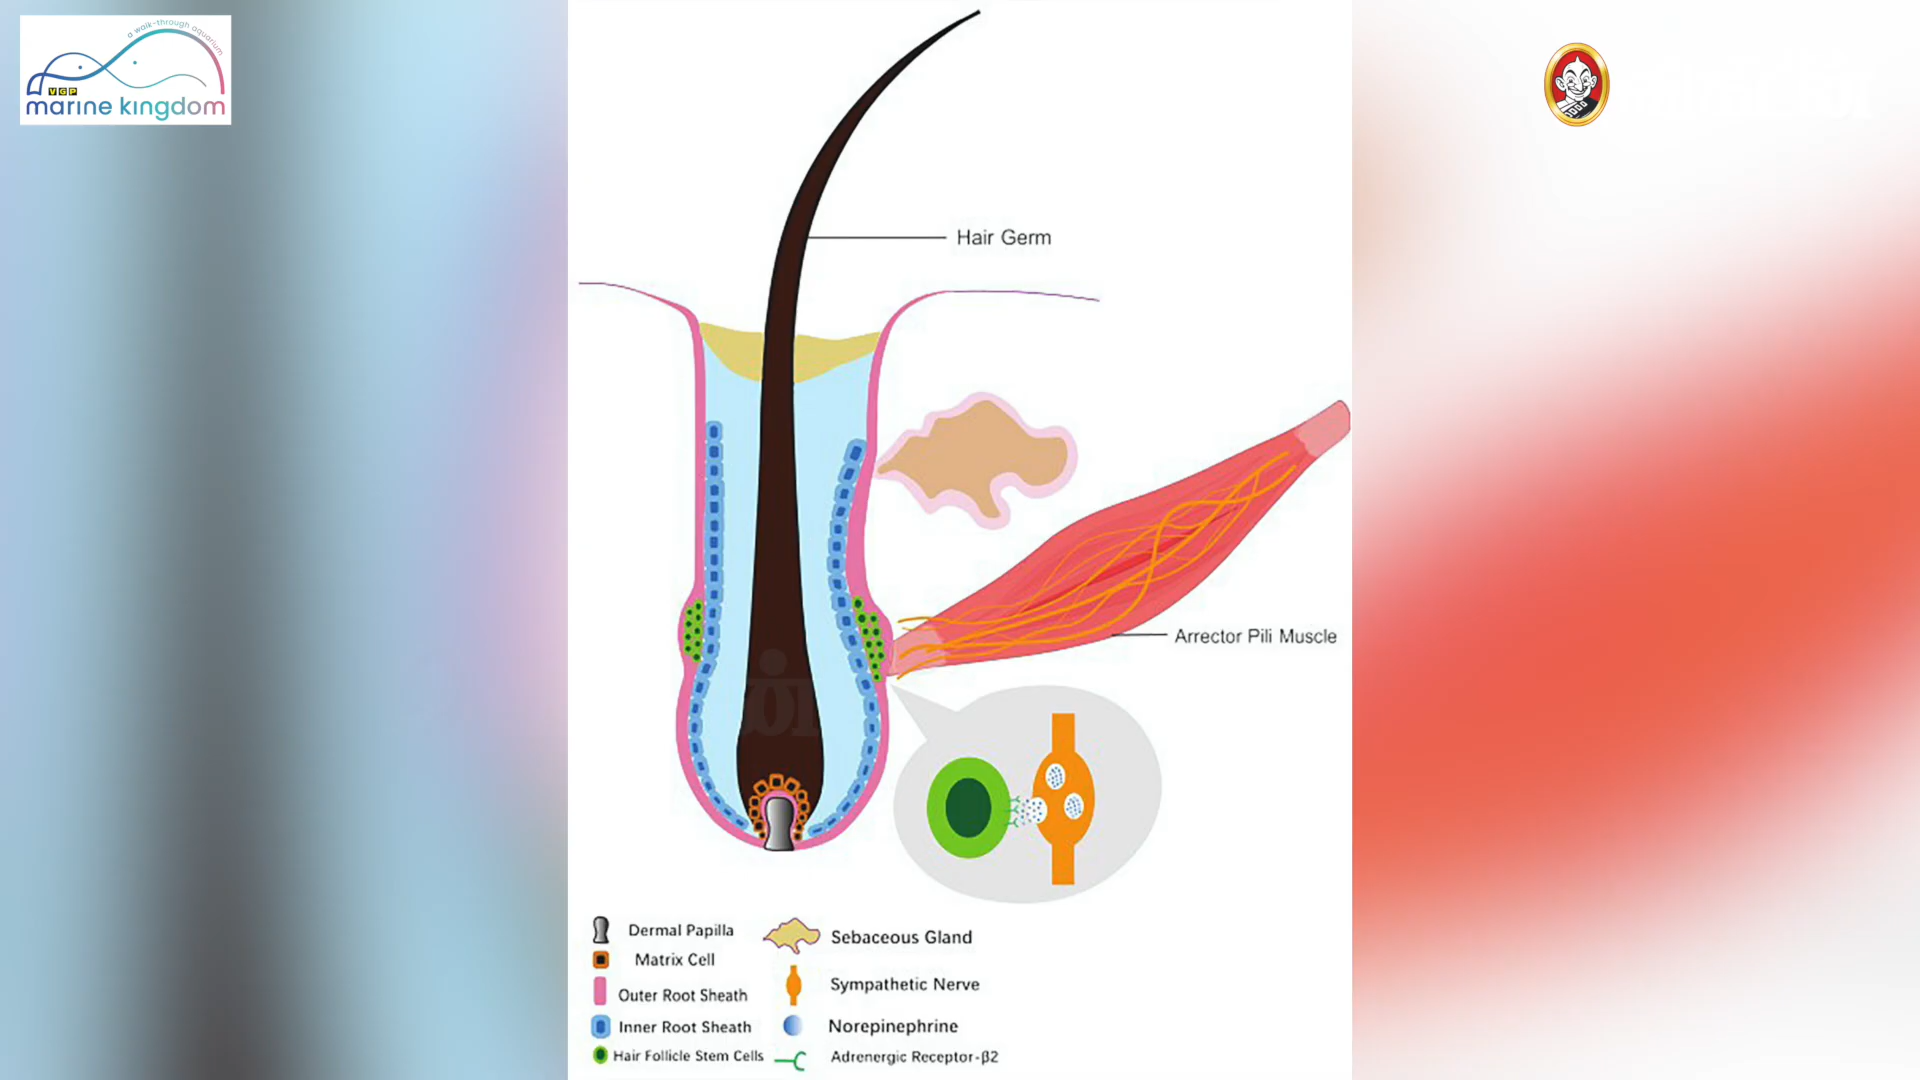 a walk-through aquarium
VGP
marine kingdom
Hair Germ
Arrector Pili Muscle
Dermal Papilla
Matrix Cell
Outer Root Sheath
Inner Root Sheath
Hair Follicle Stem Cells
Sebaceous Gland
Sympathetic Nerve
Norepinephrine
Adrenergic Receptor-β2